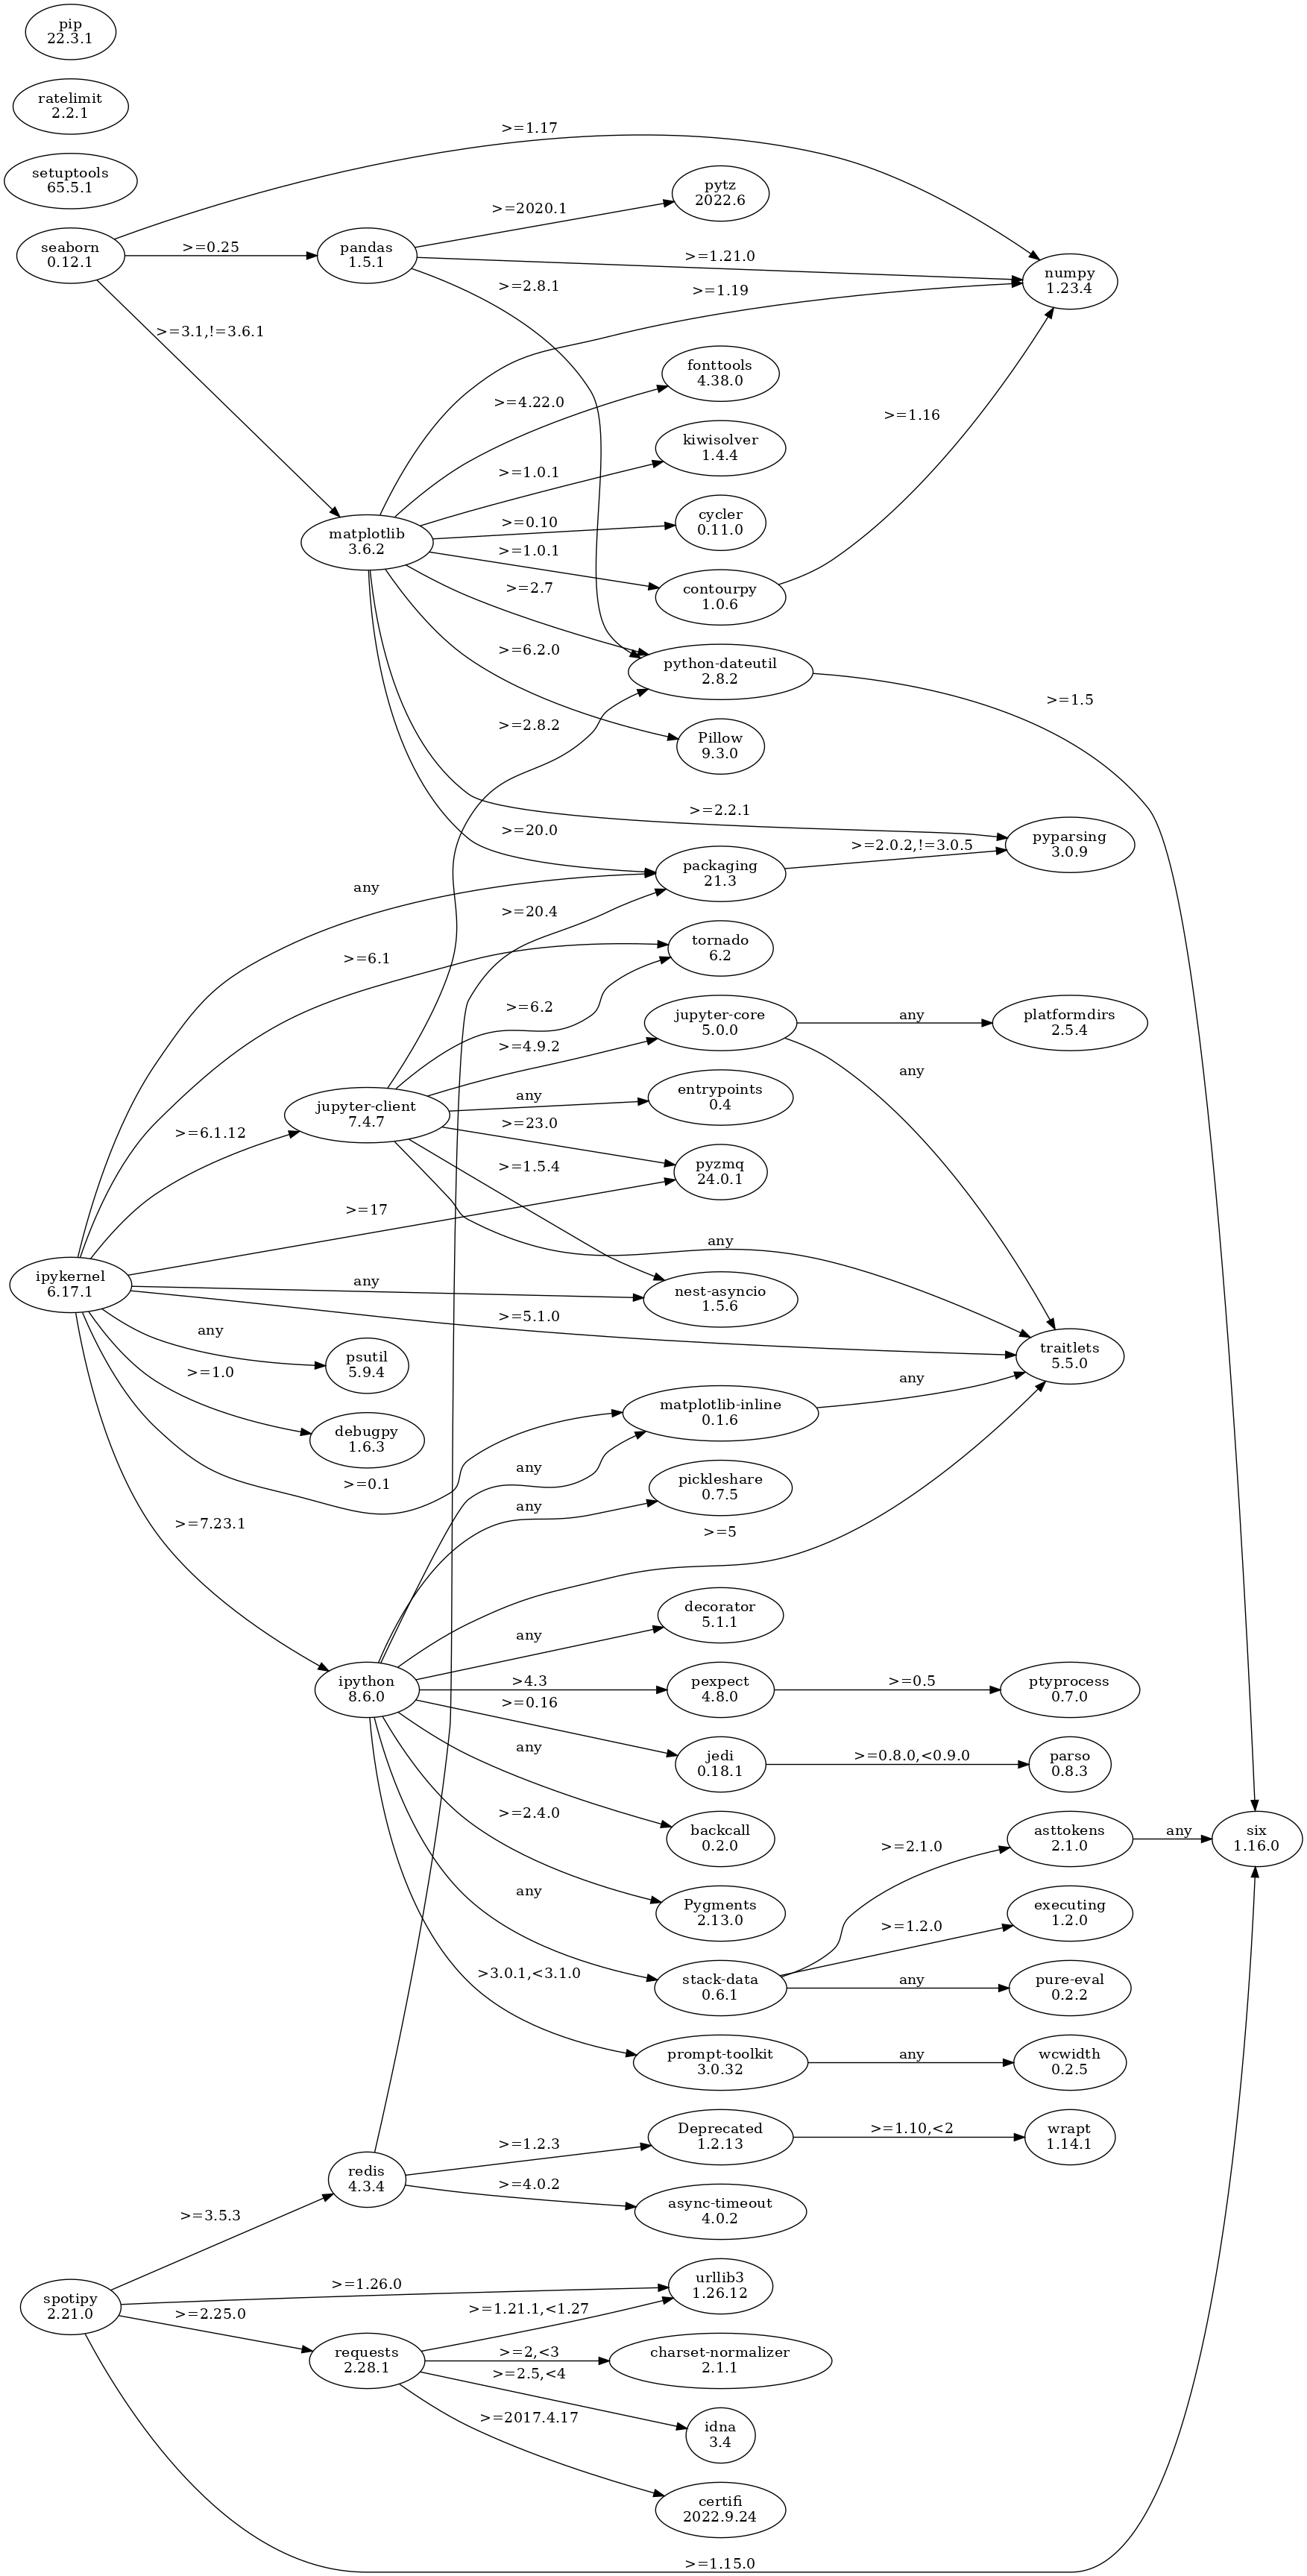 pip
22.3.1
ratelimit
2.2.1
setuptools
65.5.1
>=1.17
pytz
2022.6
>=2020.1
seaborn
0.12.1
>=0.25
pandas
1.5.1
>=1.21.0
numpy
1.23.4
>=2.8.1
>=1.19
>=3.1,!=3.6.1
fonttools
4.38.0
>=4.22.0
>=1.16
kiwisolver
1.4.4
>=1.0.1
cycler
0.11.0
>=0.10
matplotlib
3.6.2
>=1.0.1
contourpy
1.0.6
>=2.7
>=6.2.0
python-dateutil
2.8.2
>=1.5
>=2.8.2
Pillow
9.3.0
>=2.2.1
>=20.0
>=2.0.2,!=3.0.5
pyparsing
3.0.9
packaging
21.3
any
>=20.4
tornado
6.2
>=6.1
>=6.2
jupyter-core
5.0.0
any
platformdirs
2.5.4
>=4.9.2
any
entrypoints
0.4
any
jupyter-client
7.4.7
>=23.0
>=6.1.12
>=1.5.4
pyzmq
24.0.1
>=17
any
ipykernel
6.17.1
any
nest-asyncio
1.5.6
>=5.1.0
any
psutil
5.9.4
traitlets
5.5.0
>=1.0
any
matplotlib-inline
0.1.6
debugpy
1.6.3
any
>=0.1
pickleshare
0.7.5
any
>=7.23.1
>=5
decorator
5.1.1
any
ipython
8.6.0
>4.3
pexpect
4.8.0
>=0.5
ptyprocess
0.7.0
>=0.16
any
jedi
0.18.1
>=0.8.0,<0.9.0
parso
0.8.3
>=2.4.0
backcall
0.2.0
>=2.1.0
asttokens
2.1.0
any
six
1.16.0
any
Pygments
2.13.0
>=1.2.0
executing
1.2.0
>3.0.1,<3.1.0
stack-data
0.6.1
any
pure-eval
0.2.2
prompt-toolkit
3.0.32
any
wcwidth
0.2.5
Deprecated
1.2.13
>=1.10,<2
wrapt
1.14.1
>=1.2.3
redis
4.3.4
>=4.0.2
async-timeout
4.0.2
>=3.5.3
spotipy
2.21.0
>=1.26.0
urllib3
1.26.12
>=2.25.0
>=1.21.1,<1.27
requests
2.28.1
>=2,<3
charset-normalizer
2.1.1
>=2.5,<4
>=2017.4.17
idna
3.4
certifi
2022.9.24
>=1.15.0